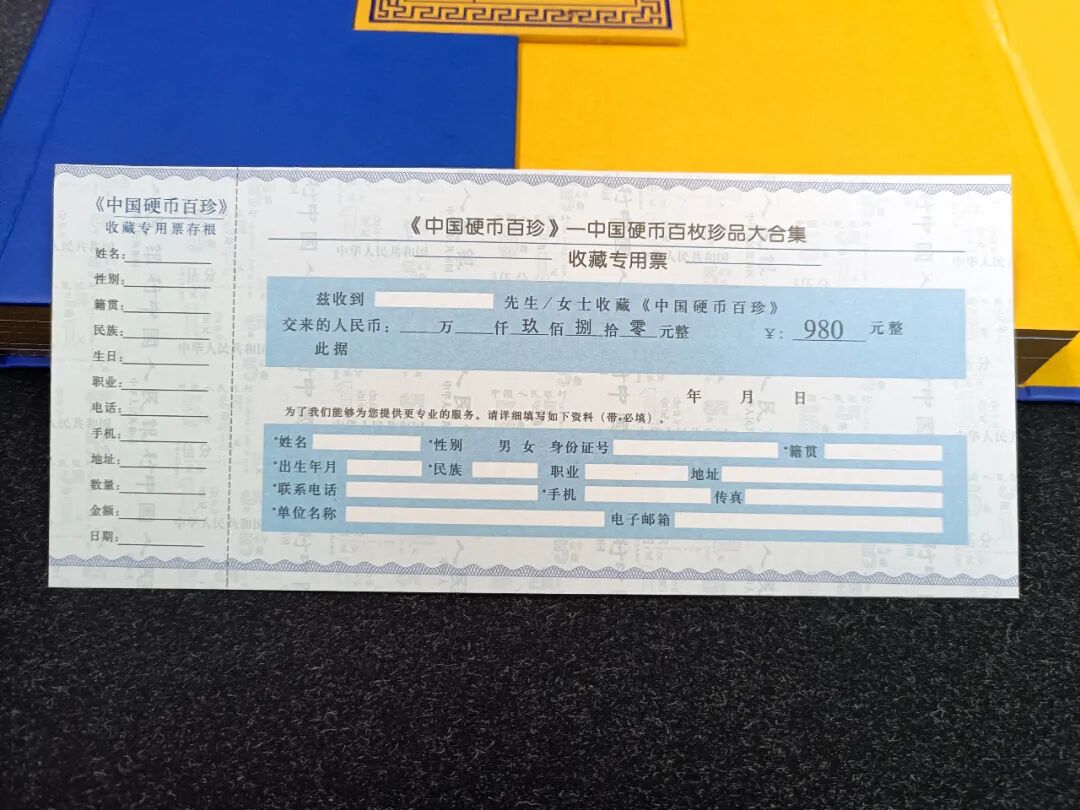 《中国硬币百珍》
收藏专用票存根
姓名:
性别:
籍贯:
民族:
生日:
职业:
电话:
手机:
地址:
数量:
金额:
日期:
《中国硬币百珍》—中国硬币百枚珍品大合集
收藏专用票
兹收到 先生/女士收藏《中国硬币百珍》
交来的人民币: 万 仟 玖 佰 捌 拾 零 元整 ¥: 980 元整
此据
年 月 日
为了我们能够为您提供更专业的服务。请详细填写如下资料(带*必填)。
*姓名 *性别 男 女 身份证号 *籍贯
*出生年月 *民族 职业 地址
*联系电话 *手机 传真
*单位名称 电子邮箱